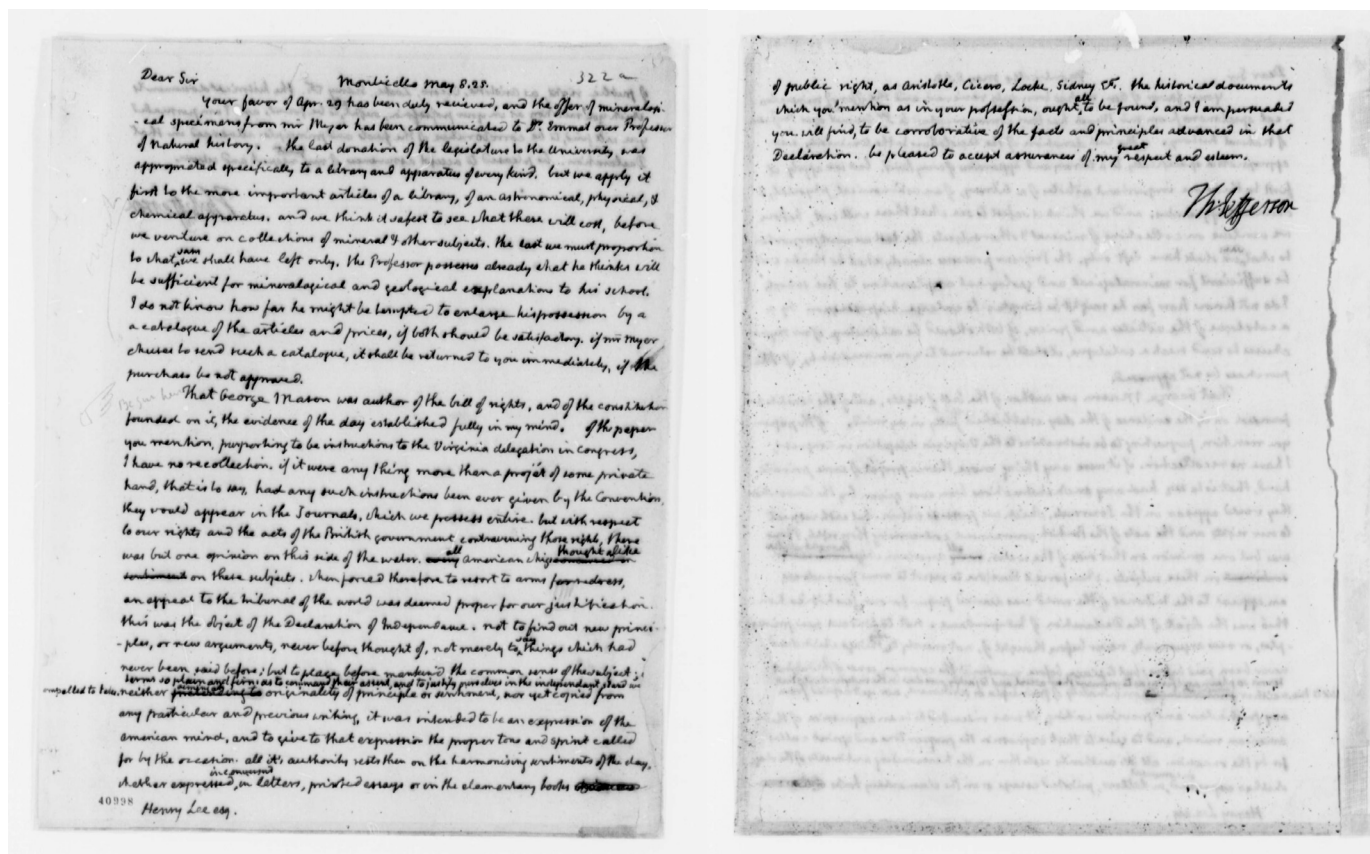 322a
Dear Sir Monticello May 8. 25.
Your favor of Apr. 29 has been duly recieved, and the offer of mineralogi-
-cal specimens from mr Myer has been communicated to Dr. Emmet our Professor
of Natural history. the last donation of the legislature to the University was
appropriated specifically to a library and apparatus of every kind. but we apply it
first to the more important articles of a library, of an astronomical, physical, &
chemical apparatus. and we think it safest to see what these will cost, before
we venture on collections of mineral & other subjects. the last we must proportion
to what sum we shall have left only. the Professor possesses already what he thinks will
be sufficient for mineralogical and geological explanations to his school.
I do not know how far he might be tempted to enlarge his possession by a
a catalogue of the articles and prices, if both should be satisfactory. if mr Myer
chuses to send such a catalogue, it shall be returned to you immediately, if the
purchase be not approved.
That George Mason was author of the bill of rights, and of the constitution
founded on it, the evidence of the day established fully in my mind. of the paper
you mention, purporting to be instructions to the Virginia delegation in Congress,
I have no recollection. if it were any thing more than a projét of some private
hand, that is to say, had any such instructions been ever given by the Convention,
they would appear in the Journals, which we possess entire. but with respect
to our rights and the acts of the British government contravening those rights, there
was but one opinion on this side of the water. all American whigs thought alike
on these subjects. when forced therefore to resort to arms for redress,
an appeal to the tribunal of the world was deemed proper for our justification.
this was the object of the Declaration of Independance. not to find out new princi-
-ples, or new arguments, never before thought of, not merely to say things which had
never been said before; but to place before mankind the common sense of the subject; in
terms so plain and firm, as to command their assent, and to justify ourselves in the independant stand we
compelled to take. neither aiming at originality of principle or sentiment, nor yet copied from
any particular and previous writing, it was intended to be an expression of the
american mind, and to give to that expression the proper tone and spirit called
for by the occasion. all it's authority rests then on the harmonising sentiments of the day,
whether expressed, in conversns in letters, printed essays or in the elementary books
40998
Henry Lee esq.
of public right, as Aristotle, Cicero, Locke, Sidney Etc. the historical documents
which you mention as in your possession, ought all to be found, and I am persuaded
you will find, to be corroborative of the facts and principles advanced in that
Declaration. be pleased to accept assurances of my great respect and esteem.
Th: Jefferson